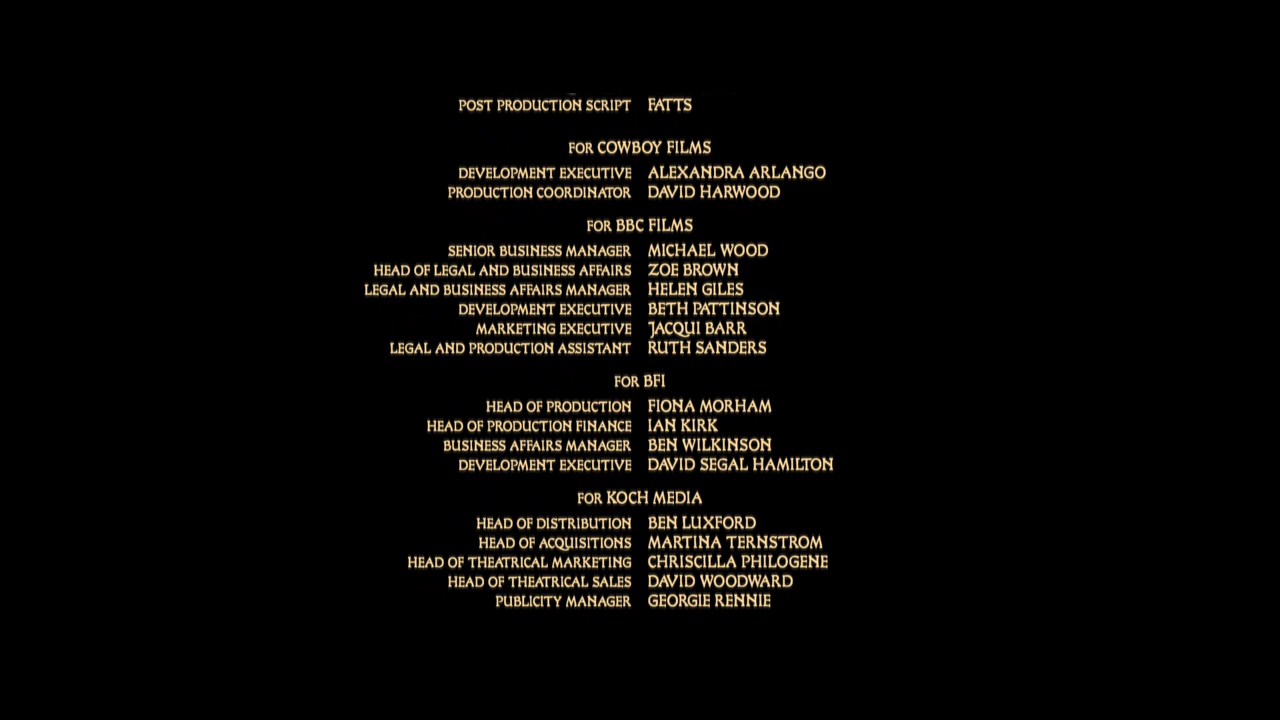 POST PRODUCTION SCRIPT FATTS
FOR COWBOY FILMS
DEVELOPMENT EXECUTIVE ALEXANDRA ARLANGO
PRODUCTION COORDINATOR DAVID HARWOOD
FOR BBC FILMS
SENIOR BUSINESS MANAGER MICHAEL WOOD
HEAD OF LEGAL AND BUSINESS AFFAIRS ZOE BROWN
LEGAL AND BUSINESS AFFAIRS MANAGER HELEN GILES
DEVELOPMENT EXECUTIVE BETH PATTINSON
MARKETING EXECUTIVE JACQUI BARR
LEGAL AND PRODUCTION ASSISTANT RUTH SANDERS
FOR BFI
HEAD OF PRODUCTION FIONA MORHAM
HEAD OF PRODUCTION FINANCE IAN KIRK
BUSINESS AFFAIRS MANAGER BEN WILKINSON
DEVELOPMENT EXECUTIVE DAVID SEGAL HAMILTON
FOR KOCH MEDIA
HEAD OF DISTRIBUTION BEN LUXFORD
HEAD OF ACQUISITIONS MARTINA TERNSTROM
HEAD OF THEATRICAL MARKETING CHRISCILLA PHILOGENE
HEAD OF THEATRICAL SALES DAVID WOODWARD
PUBLICITY MANAGER GEORGIE RENNIE